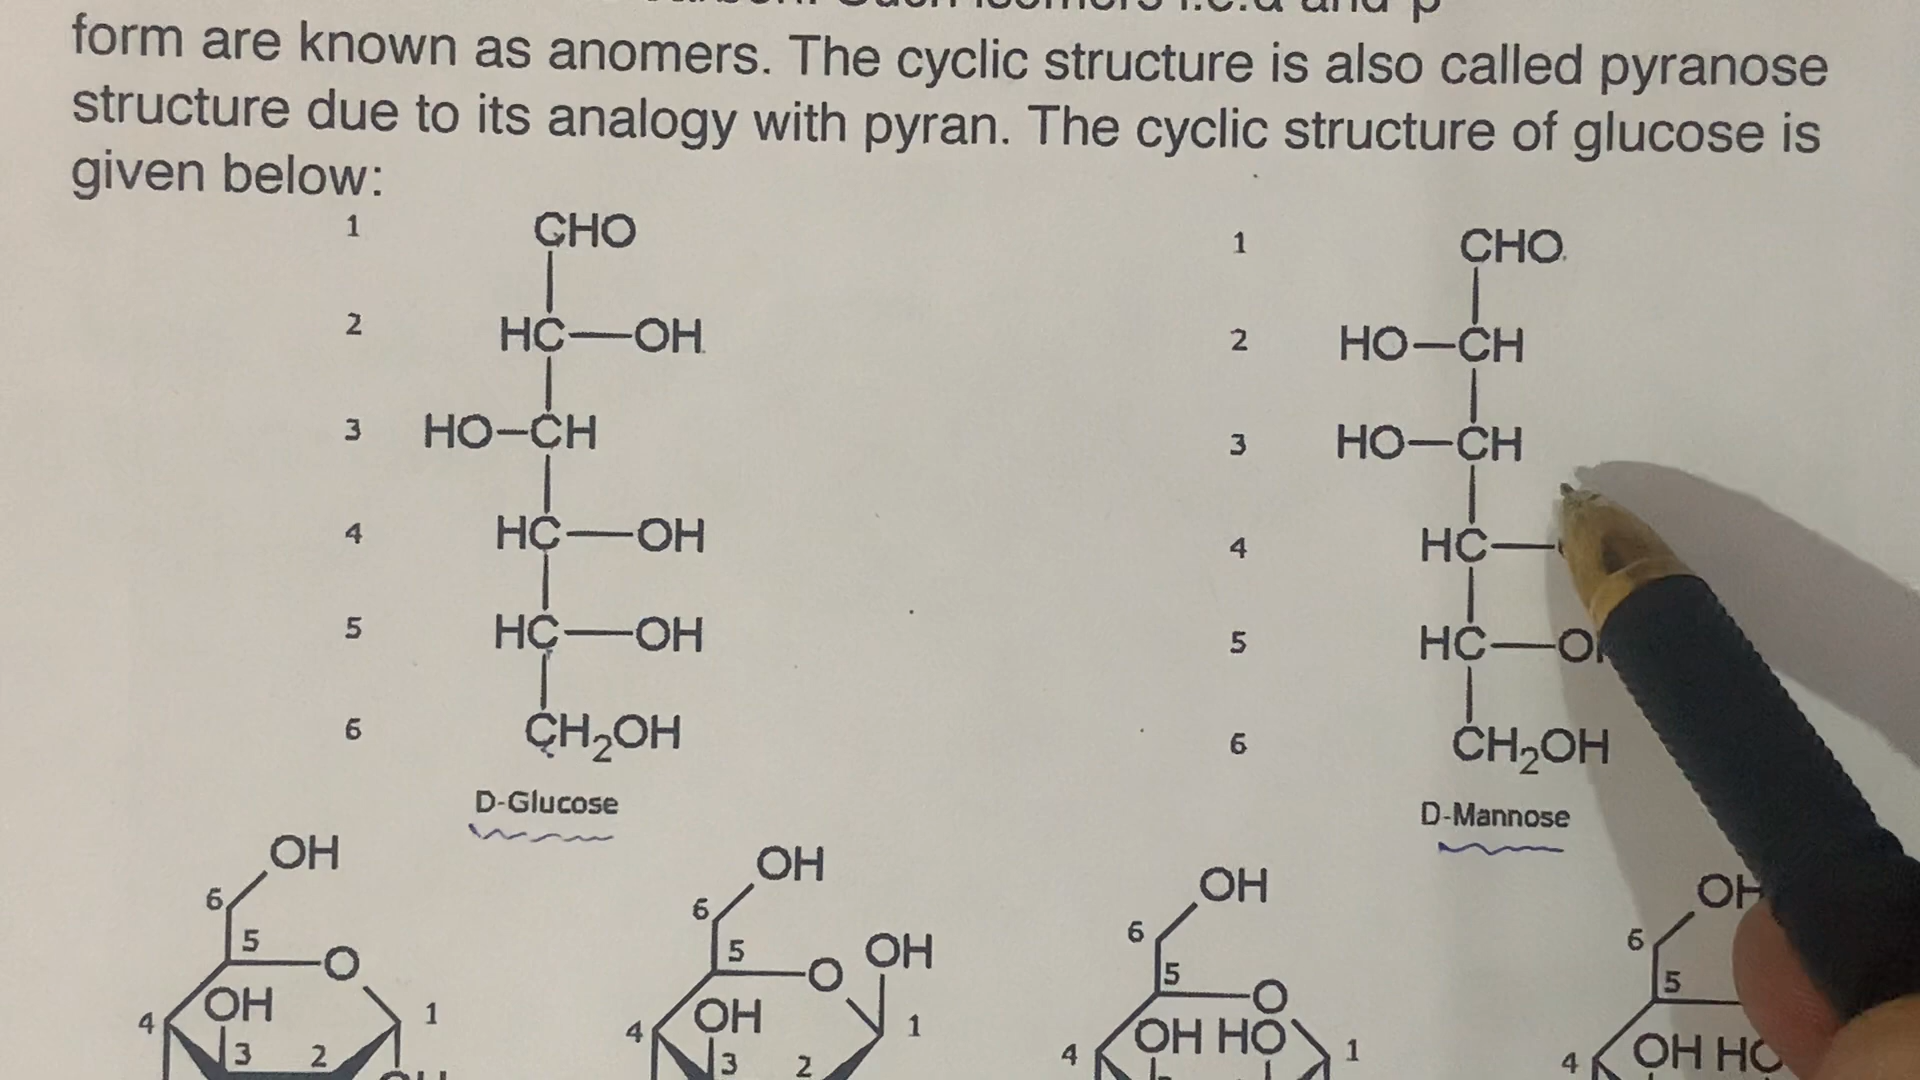 form are known as anomers. The cyclic structure is also called pyranose
structure due to its analogy with pyran. The cyclic structure of glucose is
given below:
1 CHO
2 HC—OH
3 HO—CH
4 HC—OH
5 HC—OH
6 CH₂OH
D-Glucose
1 CHO
2 HO—CH
3 HO—CH
4 HC—
5 HC—O
6 CH₂OH
D-Mannose
OH
6
5
O
OH
4
1
3 2
OH
6
5
OH
O
OH
4
1
3 2
OH
6
5
O
OH HO
4
1
OH
6
5
OH HO
4